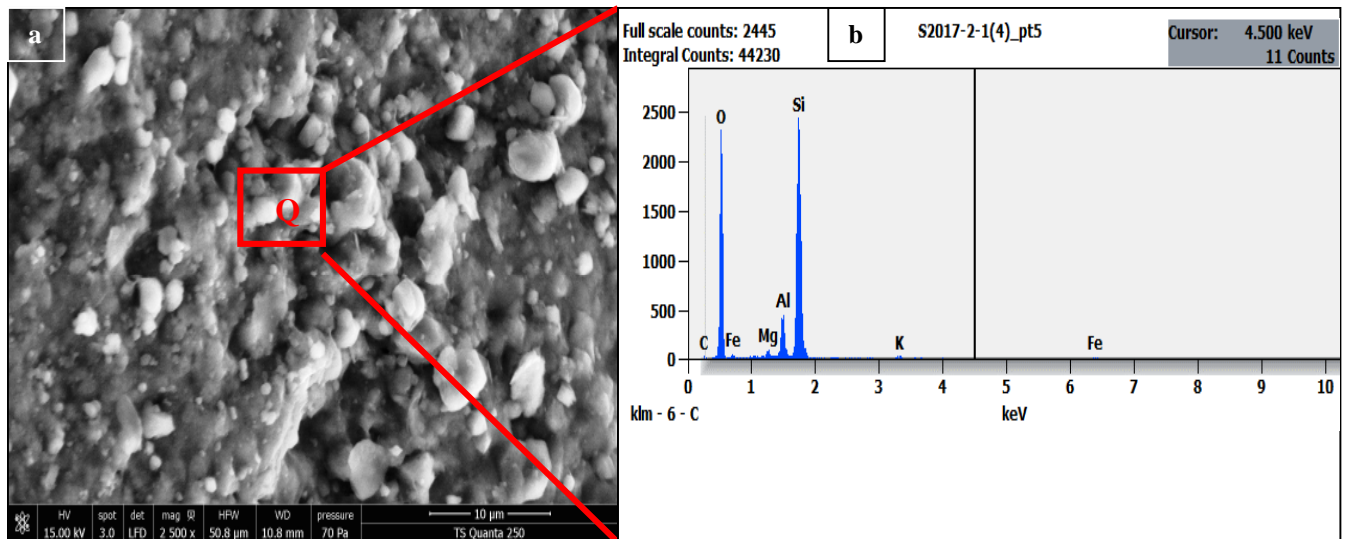 a
Q
HV spot det mag HFW WD pressure 10 µm
15.00 kV 3.0 LFD 2 500 x 50.8 µm 10.8 mm 70 Pa TS Quanta 250
Full scale counts: 2445
Integral Counts: 44230
b
S2017-2-1(4)_pt5
Cursor: 4.500 keV
11 Counts
2500
2000
1500
1000
500
0
O
Si
Al
C
Fe
Mg
K
Fe
0 1 2 3 4 5 6 7 8 9 10
klm - 6 - C
keV